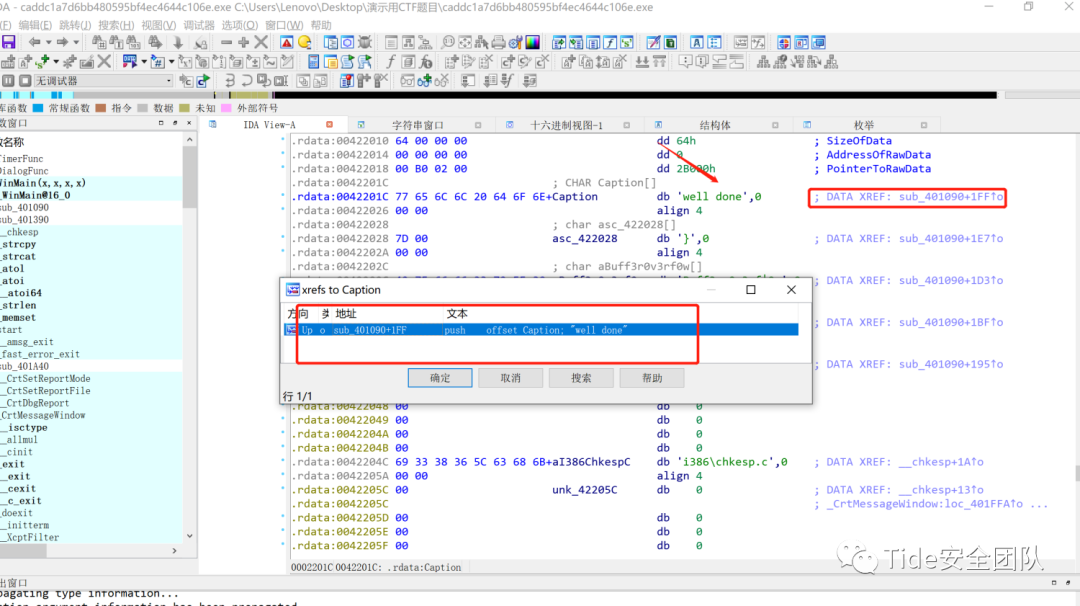 DA - caddc1a7d6bb480595bf4ec4644c106e.exe C:\Users\Lenovo\Desktop\演示用CTF题目\caddc1a7d6bb480595bf4ec4644c106e.exe
(F) 编辑(E) 跳转(J) 搜索(H) 视图(V) 调试器 选项(O) 窗口(W) 帮助
无调试器
库函数 常规函数 指令 数据 未知 外部符号
数窗口
IDA View-A 字符串窗口 十六进制视图-1 结构体 枚举
数名称
TimerFunc
DialogFunc
WinMain(x,x,x,x)
_WinMain@16_0
sub_401090
sub_401390
__chkesp
_strcpy
_strcat
_atol
_atoi
__atoi64
_strlen
_memset
start
__amsg_exit
_fast_error_exit
sub_401A40
_CrtSetReportMode
_CrtSetReportFile
_CrtDbgReport
_CrtMessageWindow
__isctype
__allmul
__cinit
_exit
__exit
__cexit
__c_exit
_doexit
__initterm
__XcptFilter
.rdata:00422010 64 00 00 00 dd 64h ; SizeOfData
.rdata:00422014 00 00 00 00 dd 0 ; AddressOfRawData
.rdata:00422018 00 B0 02 00 dd 2B000h ; PointerToRawData
.rdata:0042201C ; CHAR Caption[]
.rdata:0042201C 77 65 6C 6C 20 64 6F 6E+Caption db 'well done',0 ; DATA XREF: sub_401090+1FF↑o
.rdata:00422026 00 00 align 4
.rdata:00422028 ; char asc_422028[]
.rdata:00422028 7D 00 asc_422028 db '}',0 ; DATA XREF: sub_401090+1E7↑o
.rdata:0042202A 00 00 align 4
.rdata:0042202C ; char aBuff3r0v3rf0w[]
; DATA XREF: sub_401090+1D3↑o
; DATA XREF: sub_401090+1BF↑o
; DATA XREF: sub_401090+195↑o
xrefs to Caption
方向 类 地址 文本
Up o sub_401090+1FF push offset Caption; "well done"
确定 取消 搜索 帮助
行 1/1
.rdata:00422048 00 db 0
.rdata:00422049 00 db 0
.rdata:0042204A 00 db 0
.rdata:0042204B 00 db 0
.rdata:0042204C 69 33 38 36 5C 63 68 6B+aI386ChkespC db 'i386\chkesp.c',0 ; DATA XREF: __chkesp+1A↑o
.rdata:0042205A 00 00 align 4
.rdata:0042205C 00 unk_42205C db 0 ; DATA XREF: __chkesp+13↑o
.rdata:0042205C ; _CrtMessageWindow:loc_401FFA↑o ...
.rdata:0042205D 00 db 0
.rdata:0042205E 00 db 0
.rdata:0042205F 00 db 0
0002201C 0042201C: .rdata:Caption
Tide安全团队
出窗口
pagating type information...